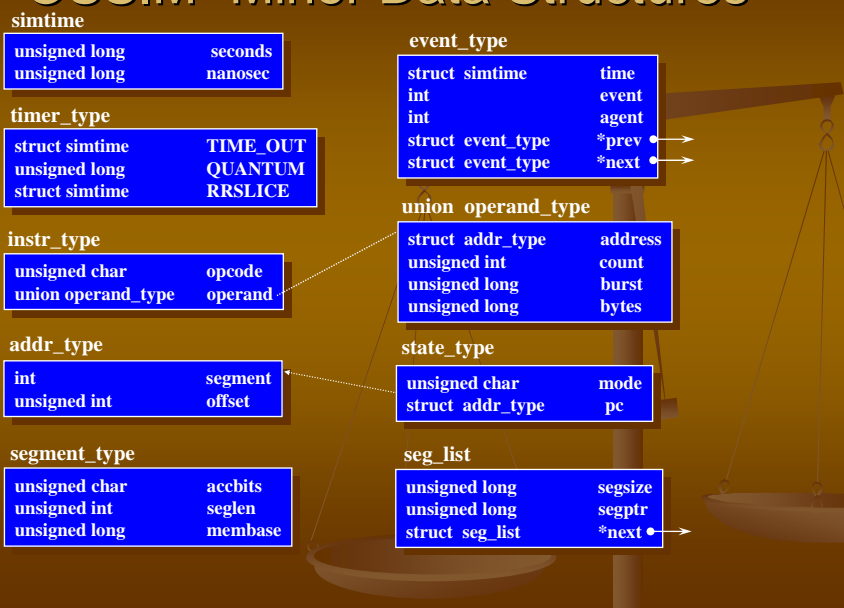 Minor Data Structures
simtime
unsigned long seconds
unsigned long nanosec
timer_type
struct simtime TIME_OUT
unsigned long QUANTUM
struct simtime RRSLICE
instr_type
unsigned char opcode
union operand_type operand
addr_type
int segment
unsigned int offset
segment_type
unsigned char accbits
unsigned int seglen
unsigned long membase
event_type
struct simtime time
int event
int agent
struct event_type *prev
struct event_type *next
union operand_type
struct addr_type address
unsigned int count
unsigned long burst
unsigned long bytes
state_type
unsigned char mode
struct addr_type pc
seg_list
unsigned long segsize
unsigned long segptr
struct seg_list *next